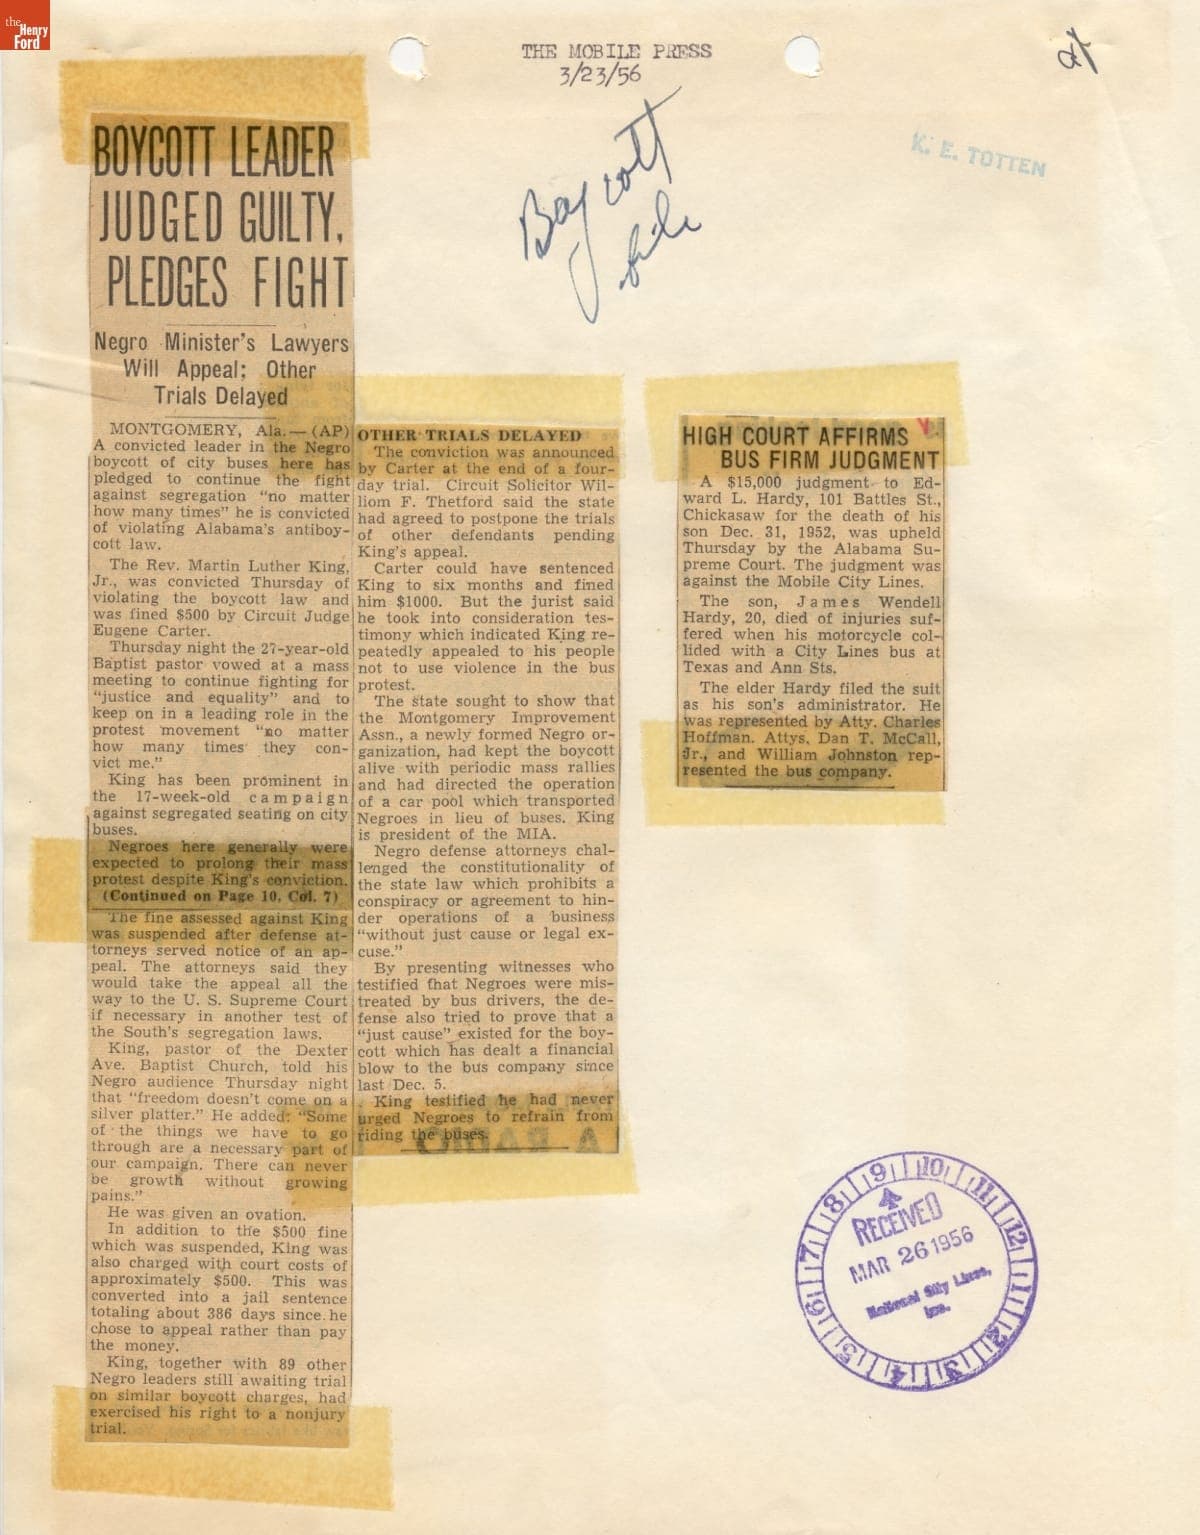 the
Henry
Ford
THE MOBILE PRESS
3/23/56
Boycott
file
K. E. TOTTEN
BOYCOTT LEADER
JUDGED GUILTY,
PLEDGES FIGHT
Negro Minister's Lawyers
Will Appeal; Other
Trials Delayed
MONTGOMERY, Ala.—(AP)
A convicted leader in the Negro
boycott of city buses here has
pledged to continue the fight
against segregation "no matter
how many times" he is convicted
of violating Alabama's antiboy-
cott law.
The Rev. Martin Luther King,
Jr., was convicted Thursday of
violating the boycott law and
was fined $500 by Circuit Judge
Eugene Carter.
Thursday night the 27-year-old
Baptist pastor vowed at a mass
meeting to continue fighting for
"justice and equality" and to
keep on in a leading role in the
protest movement "no matter
how many times they con-
vict me."
King has been prominent in
the 17-week-old campaign
against segregated seating on city
buses.
Negroes here generally were
expected to prolong their mass
protest despite King's conviction.
(Continued on Page 10, Col. 7)
The fine assessed against King
was suspended after defense at-
torneys served notice of an ap-
peal. The attorneys said they
would take the appeal all the
way to the U. S. Supreme Court
if necessary in another test of
the South's segregation laws.
King, pastor of the Dexter
Ave. Baptist Church, told his
Negro audience Thursday night
that "freedom doesn't come on a
silver platter." He added: "Some
of the things we have to go
through are a necessary part of
our campaign. There can never
be growth without growing
pains."
He was given an ovation.
In addition to the $500 fine
which was suspended, King was
also charged with court costs of
approximately $500. This was
converted into a jail sentence
totaling about 386 days since he
chose to appeal rather than pay
the money.
King, together with 89 other
Negro leaders still awaiting trial
on similar boycott charges, had
exercised his right to a nonjury
trial.
OTHER TRIALS DELAYED
The conviction was announced
by Carter at the end of a four-
day trial. Circuit Solicitor Wil-
liom F. Thetford said the state
had agreed to postpone the trials
of other defendants pending
King's appeal.
Carter could have sentenced
King to six months and fined
him $1000. But the jurist said
he took into consideration tes-
timony which indicated King re-
peatedly appealed to his people
not to use violence in the bus
protest.
The state sought to show that
the Montgomery Improvement
Assn., a newly formed Negro or-
ganization, had kept the boycott
alive with periodic mass rallies
and had directed the operation
of a car pool which transported
Negroes in lieu of buses. King
is president of the MIA.
Negro defense attorneys chal-
lenged the constitutionality of
the state law which prohibits a
conspiracy or agreement to hin-
der operations of a business
"without just cause or legal ex-
cuse."
By presenting witnesses who
testified that Negroes were mis-
treated by bus drivers, the de-
fense also tried to prove that a
"just cause" existed for the boy-
cott which has dealt a financial
blow to the bus company since
last Dec. 5.
King testified he had never
urged Negroes to refrain from
riding the buses.
HIGH COURT AFFIRMS
BUS FIRM JUDGMENT
A $15,000 judgment to Ed-
ward L. Hardy, 101 Battles St.,
Chickasaw for the death of his
son Dec. 31, 1952, was upheld
Thursday by the Alabama Su-
preme Court. The judgment was
against the Mobile City Lines.
The son, James Wendell
Hardy, 20, died of injuries suf-
fered when his motorcycle col-
lided with a City Lines bus at
Texas and Ann Sts.
The elder Hardy filed the suit
as his son's administrator. He
was represented by Atty. Charles
Hoffman. Attys. Dan T. McCall,
Jr., and William Johnston rep-
resented the bus company.
RECEIVED
MAR 26 1956
National City Lines,
Inc.
12 1 2 3 4 5 6 7 8 9 10 11